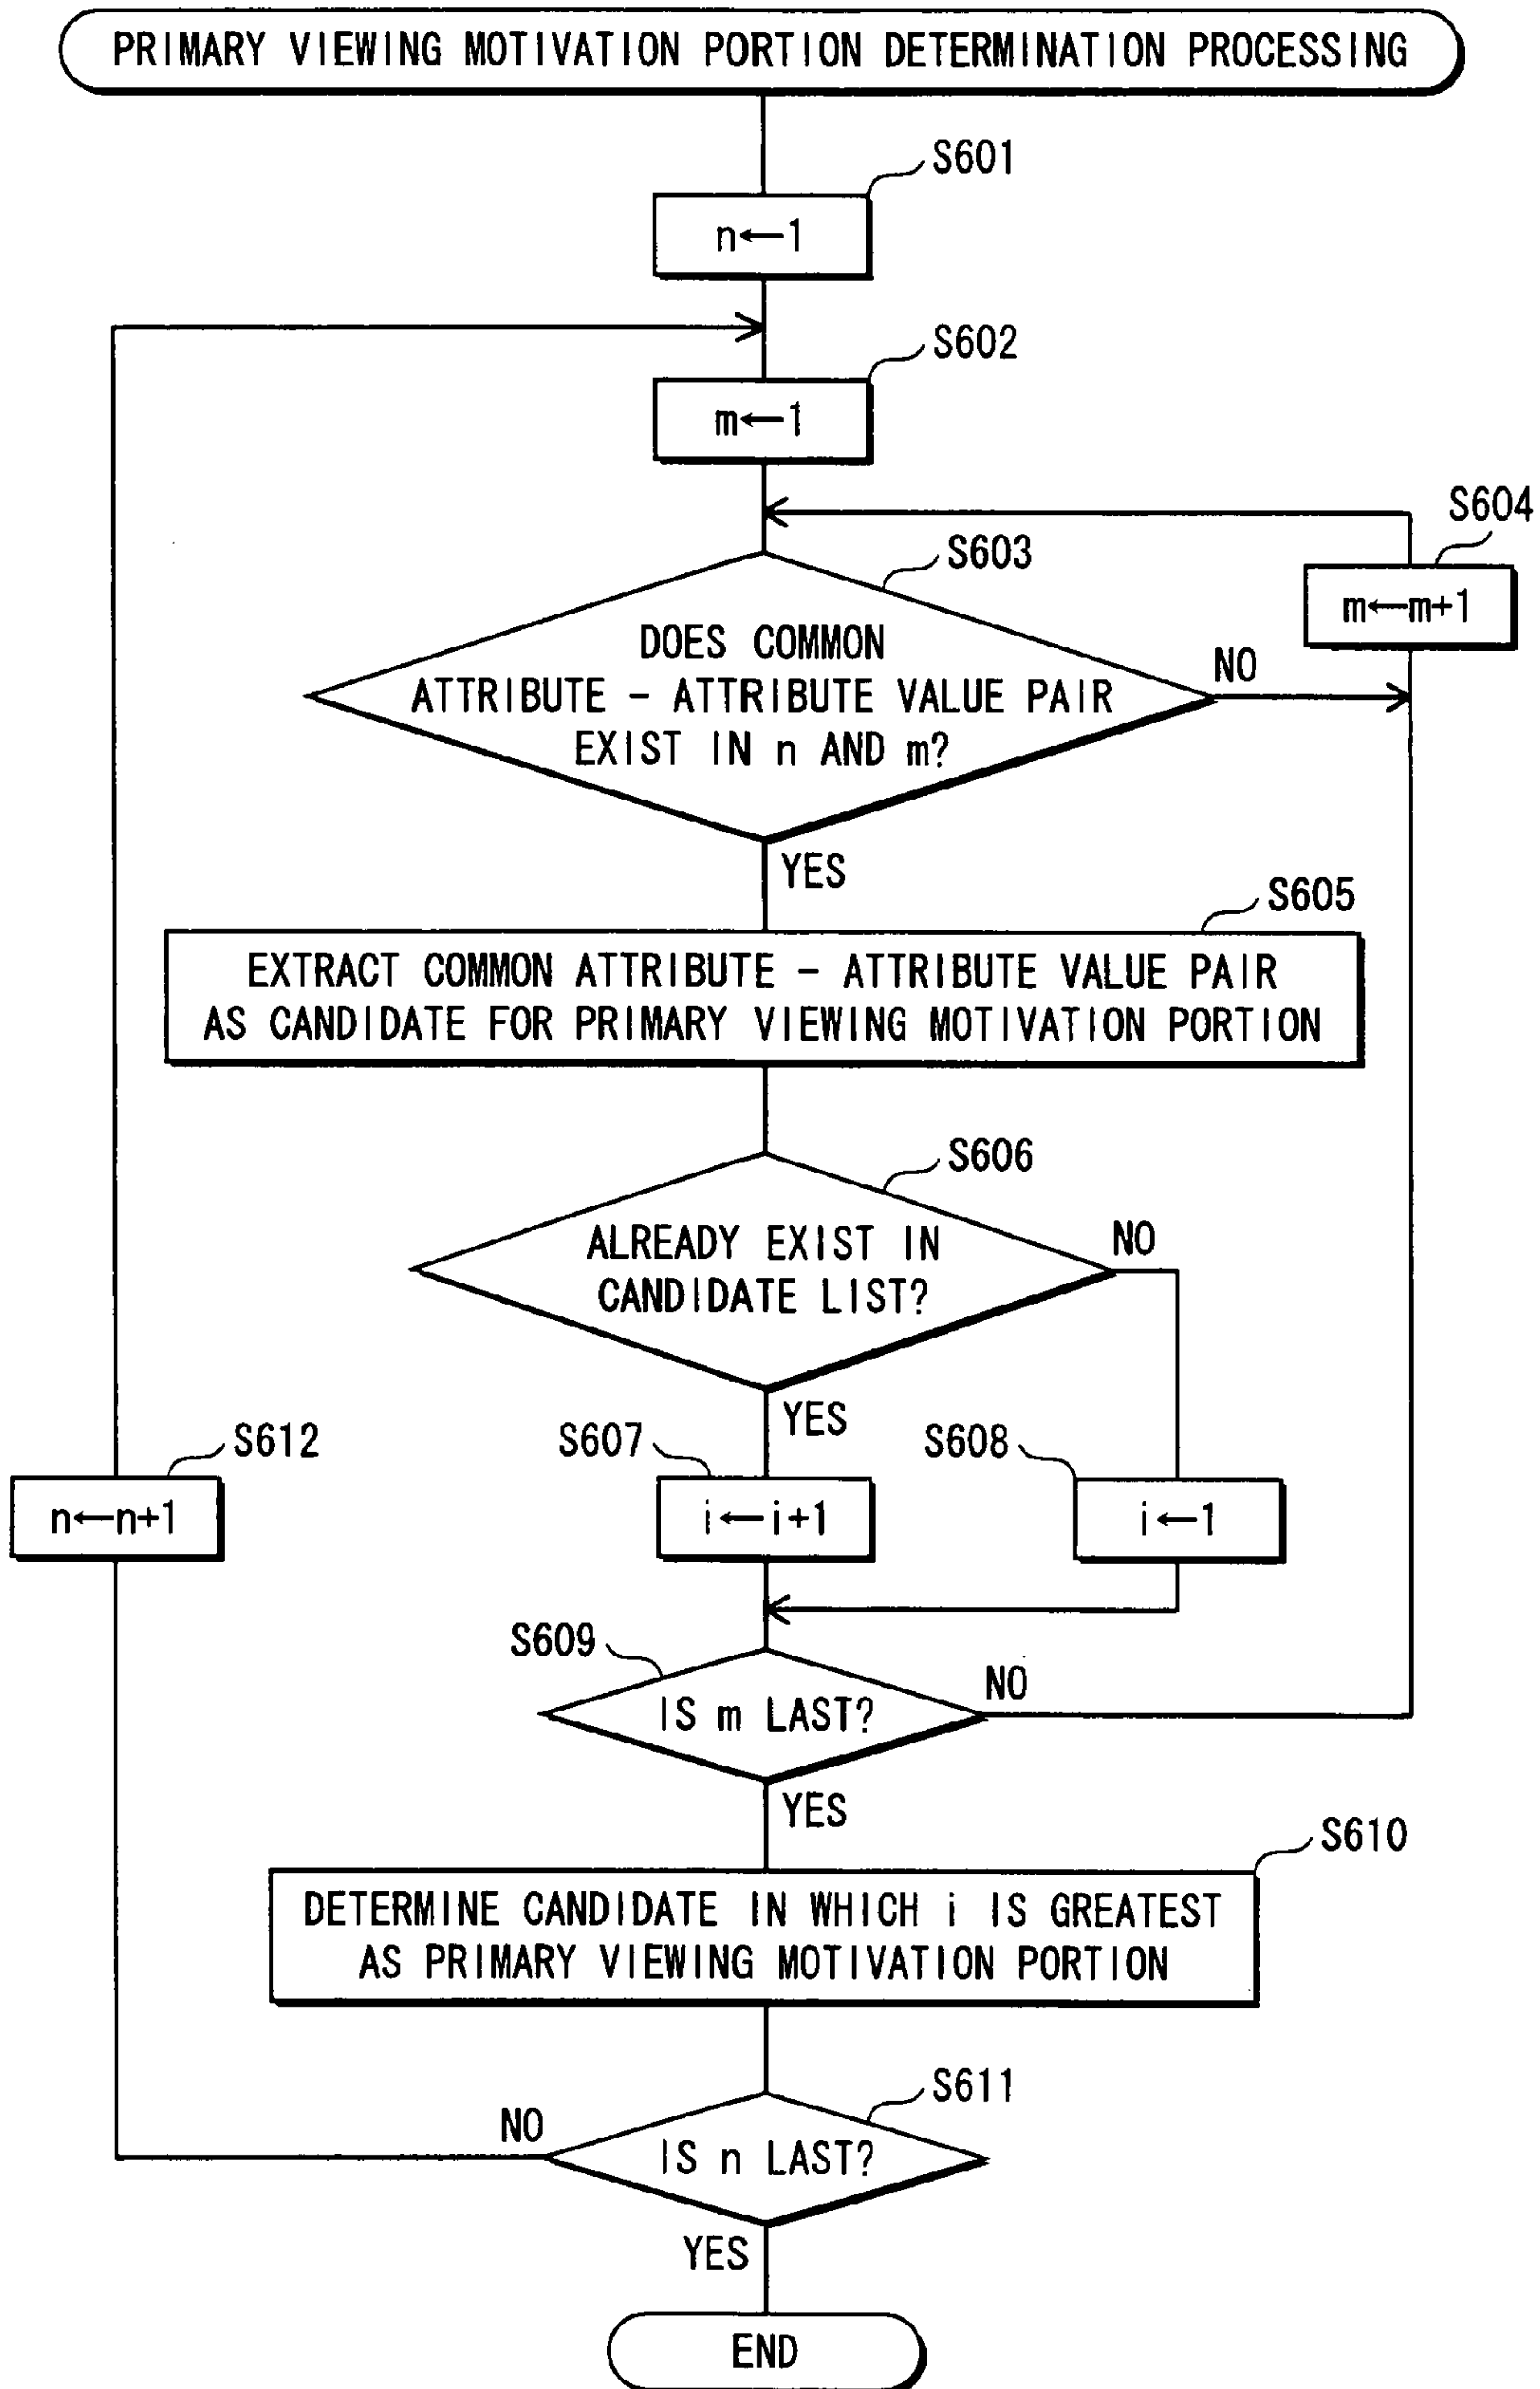 PRIMARY VIEWING MOTIVATION PORTION DETERMINATION PROCESSING
S601
n←1
S602
m←1
S604
m←m+1
S603
DOES COMMON
ATTRIBUTE - ATTRIBUTE VALUE PAIR
EXIST IN n AND m?
NO
YES
S605
EXTRACT COMMON ATTRIBUTE - ATTRIBUTE VALUE PAIR
AS CANDIDATE FOR PRIMARY VIEWING MOTIVATION PORTION
S606
ALREADY EXIST IN
CANDIDATE LIST?
NO
YES
S612
n←n+1
S607
i←i+1
S608
i←1
S609
IS m LAST?
NO
YES
S610
DETERMINE CANDIDATE IN WHICH i IS GREATEST
AS PRIMARY VIEWING MOTIVATION PORTION
S611
IS n LAST?
NO
YES
END